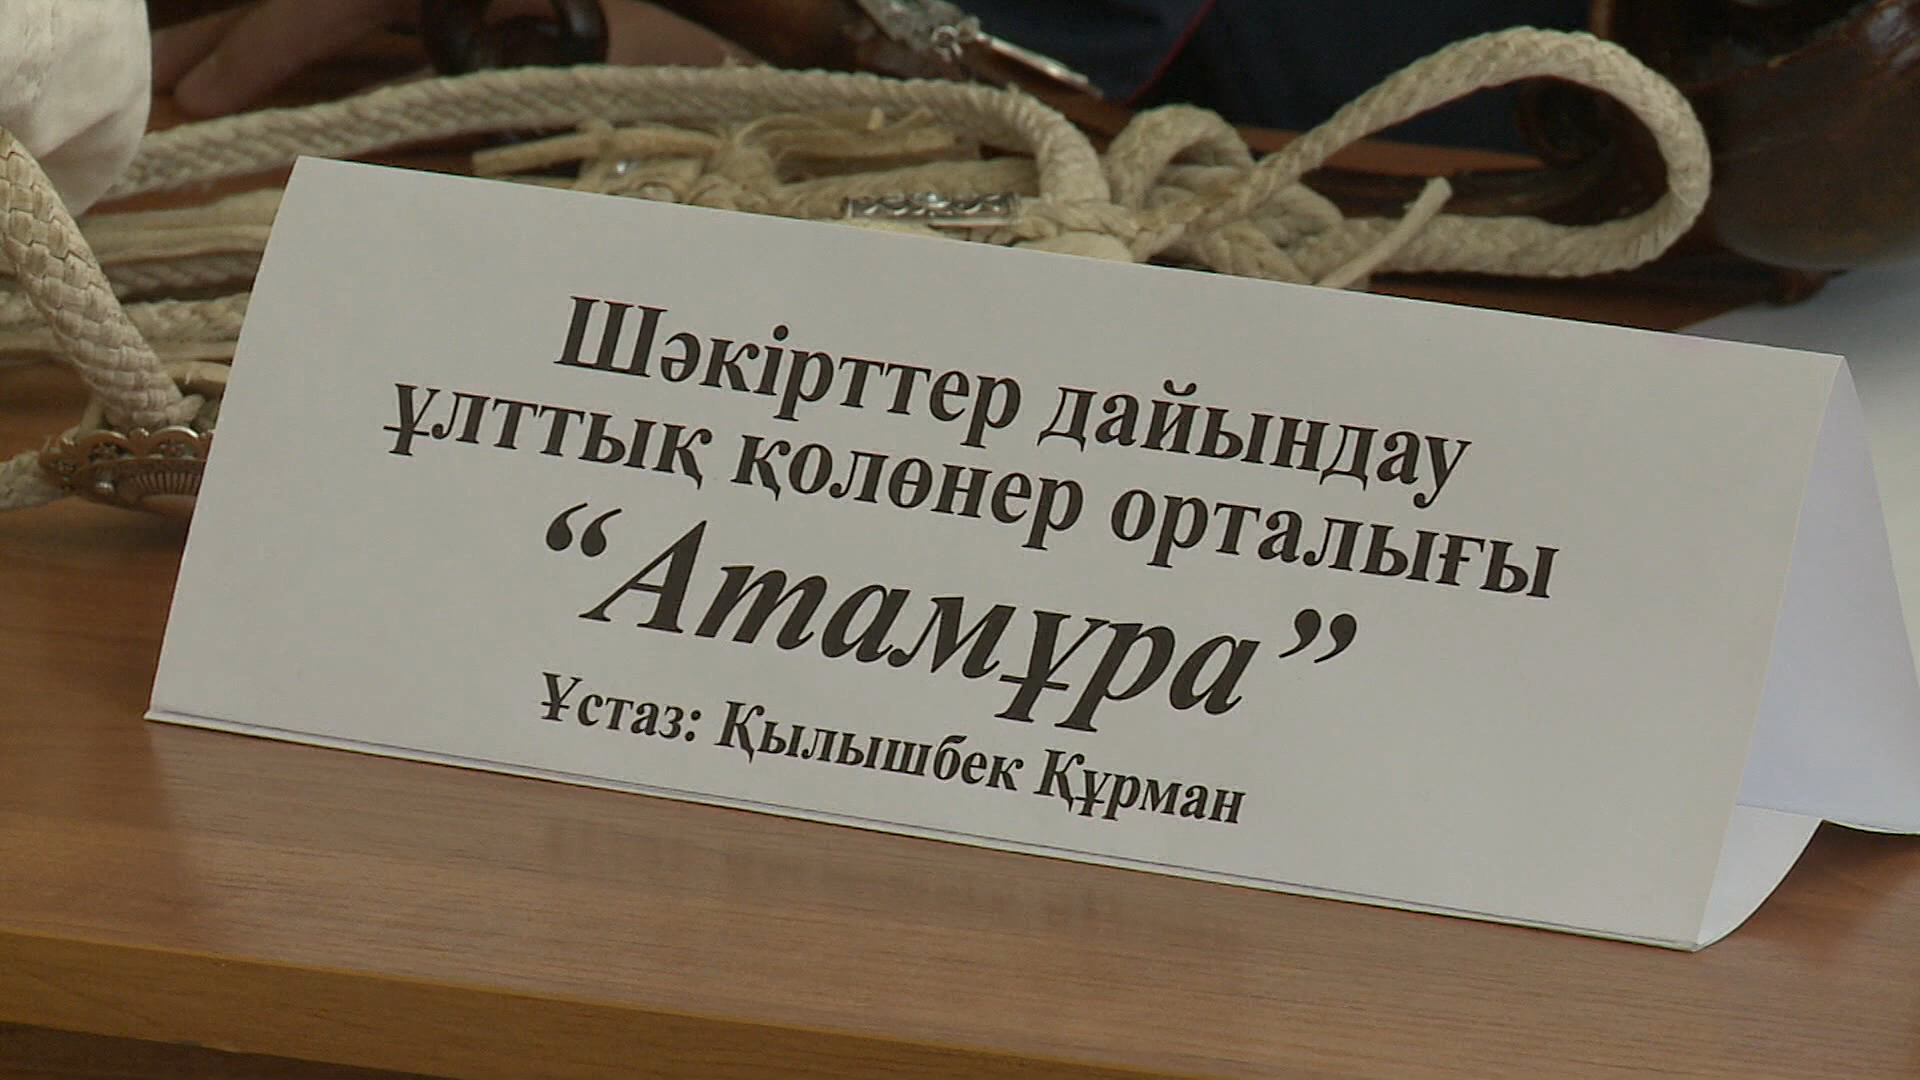 Шәкірттер дайындау
ұлттық қолөнер орталығы
“Атамұра”
Ұстаз: Қылышбек Құрман